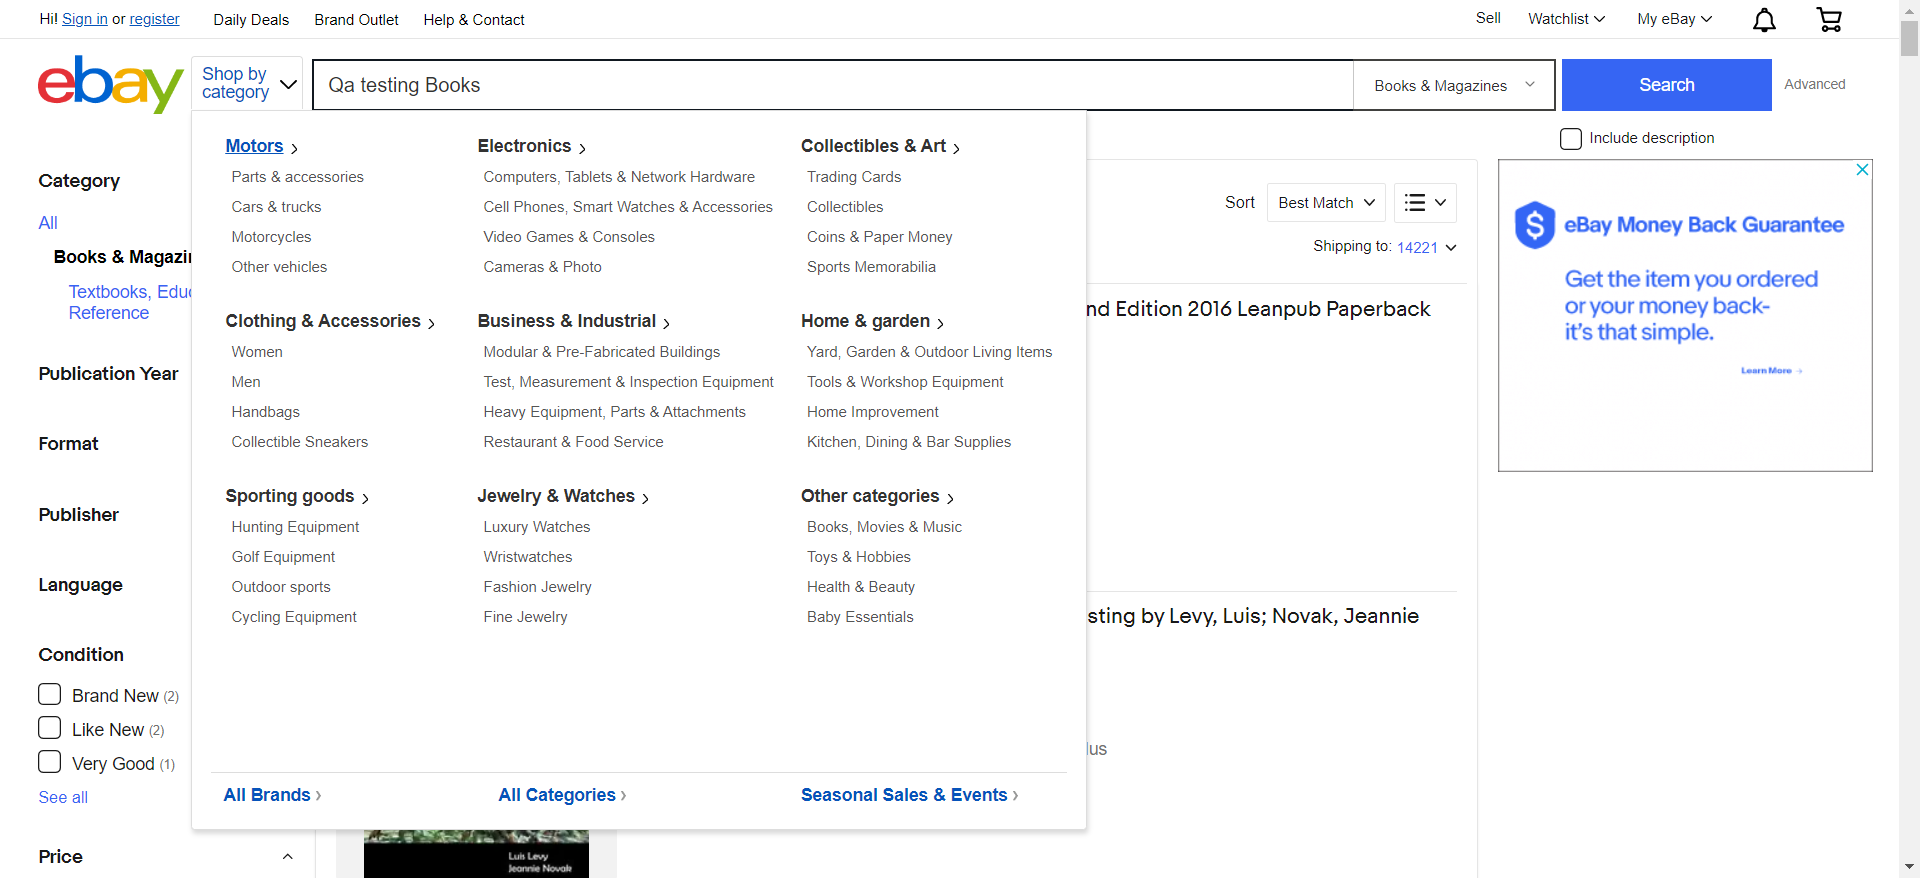 Hi! Sign in or register
Daily Deals
Brand Outlet
Help & Contact
Sell
Watchlist
My eBay
ebay
Shop by
category
Qa testing Books
Books & Magazines
Search
Advanced
Include description
Category
All
Books & Magazin
Textbooks, Educ
Reference
Publication Year
Format
Publisher
Language
Condition
Brand New (2)
Like New (2)
Very Good (1)
See all
Price
Motors
Parts & accessories
Cars & trucks
Motorcycles
Other vehicles
Electronics
Computers, Tablets & Network Hardware
Cell Phones, Smart Watches & Accessories
Video Games & Consoles
Cameras & Photo
Collectibles & Art
Trading Cards
Collectibles
Coins & Paper Money
Sports Memorabilia
Clothing & Accessories
Women
Men
Handbags
Collectible Sneakers
Business & Industrial
Modular & Pre-Fabricated Buildings
Test, Measurement & Inspection Equipment
Heavy Equipment, Parts & Attachments
Restaurant & Food Service
Home & garden
Yard, Garden & Outdoor Living Items
Tools & Workshop Equipment
Home Improvement
Kitchen, Dining & Bar Supplies
Sporting goods
Hunting Equipment
Golf Equipment
Outdoor sports
Cycling Equipment
Jewelry & Watches
Luxury Watches
Wristwatches
Fashion Jewelry
Fine Jewelry
Other categories
Books, Movies & Music
Toys & Hobbies
Health & Beauty
Baby Essentials
All Brands
All Categories
Seasonal Sales & Events
Sort
Best Match
Shipping to: 14221
nd Edition 2016 Leanpub Paperback
sting by Levy, Luis; Novak, Jeannie
lus
Luis Levy
Jeannie Novak
eBay Money Back Guarantee
Get the item you ordered
or your money back-
it's that simple.
Learn More